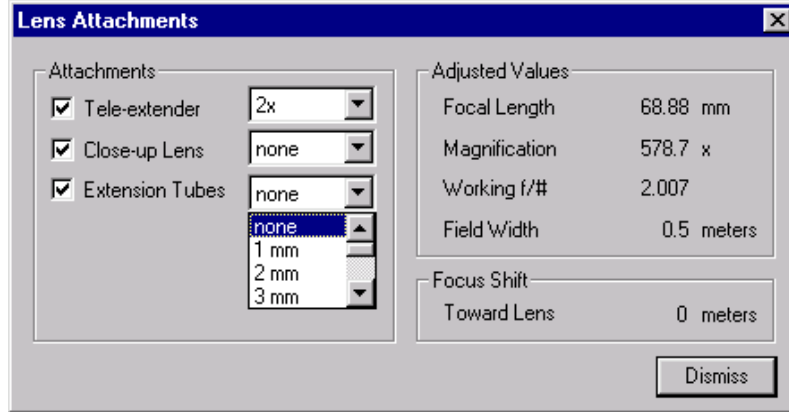 Lens Attachments
Attachments
Tele-extender 2x
Close-up Lens none
Extension Tubes none
none
1 mm
2 mm
3 mm
Adjusted Values
Focal Length 68.88 mm
Magnification 578.7 x
Working f/# 2.007
Field Width 0.5 meters
Focus Shift
Toward Lens 0 meters
Dismiss